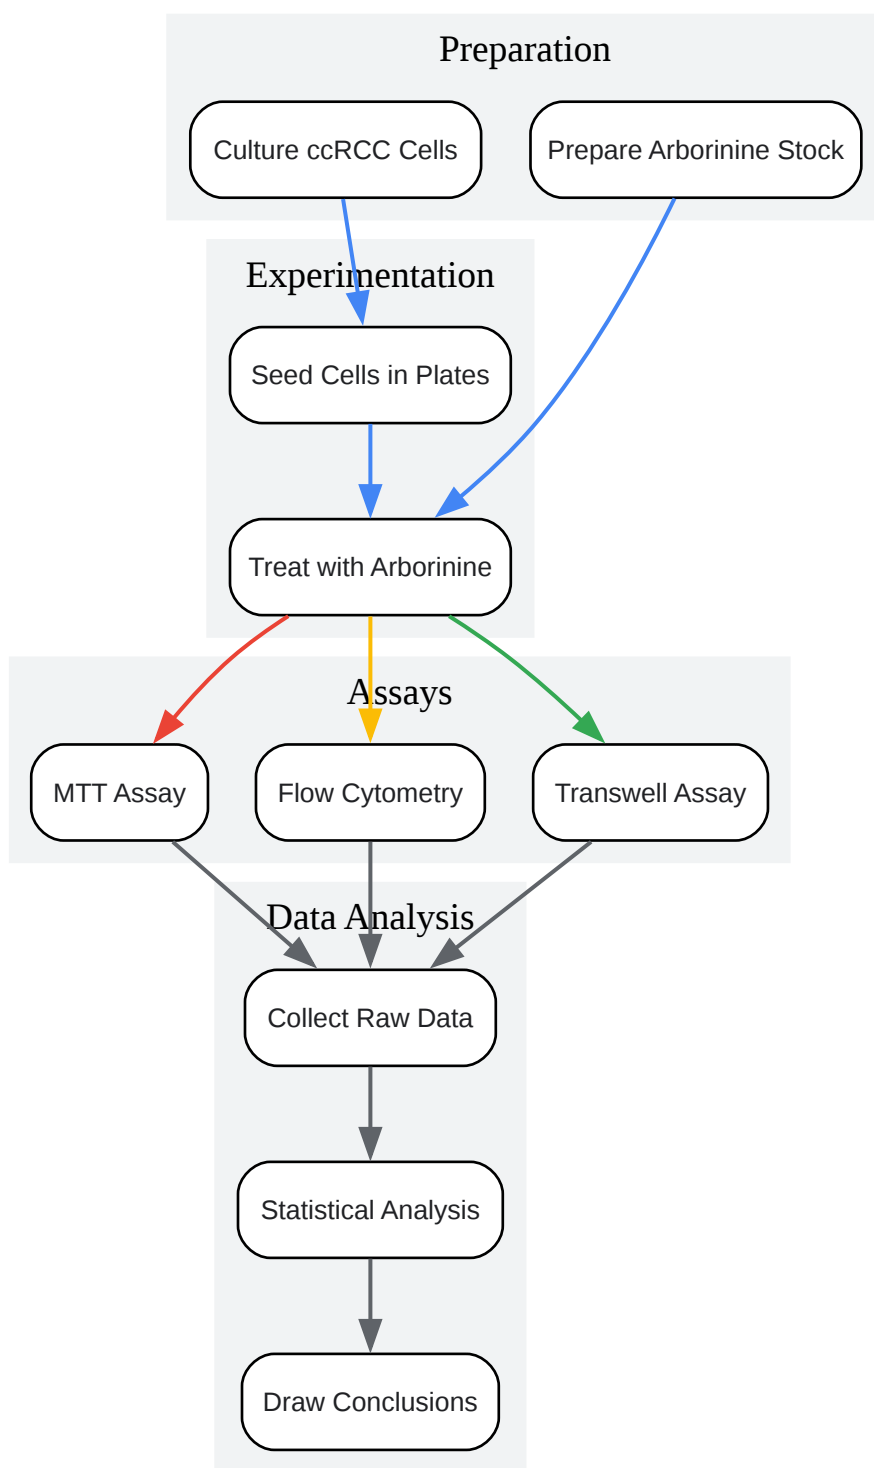 Preparation
Culture ccRCC Cells
Prepare Arborinine Stock
Experimentation
Seed Cells in Plates
Treat with Arborinine
Assays
MTT Assay
Flow Cytometry
Transwell Assay
Data Analysis
Collect Raw Data
Statistical Analysis
Draw Conclusions